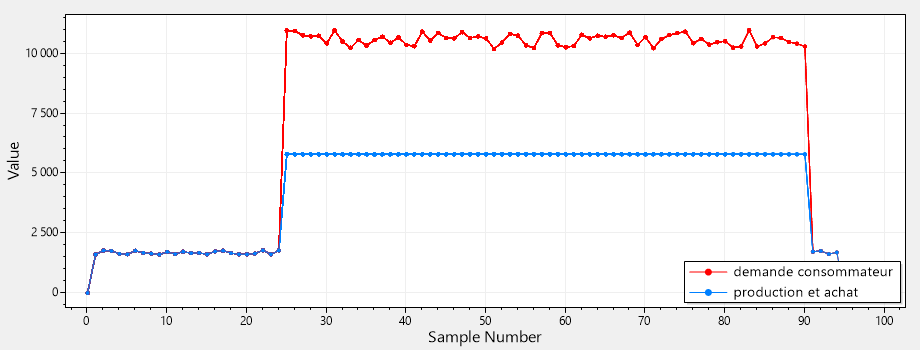 Value
10 000
7 500
5 000
2 500
0
0 10 20 30 40 50 60 70 80 90 100
Sample Number
demande consommateur
production et achat